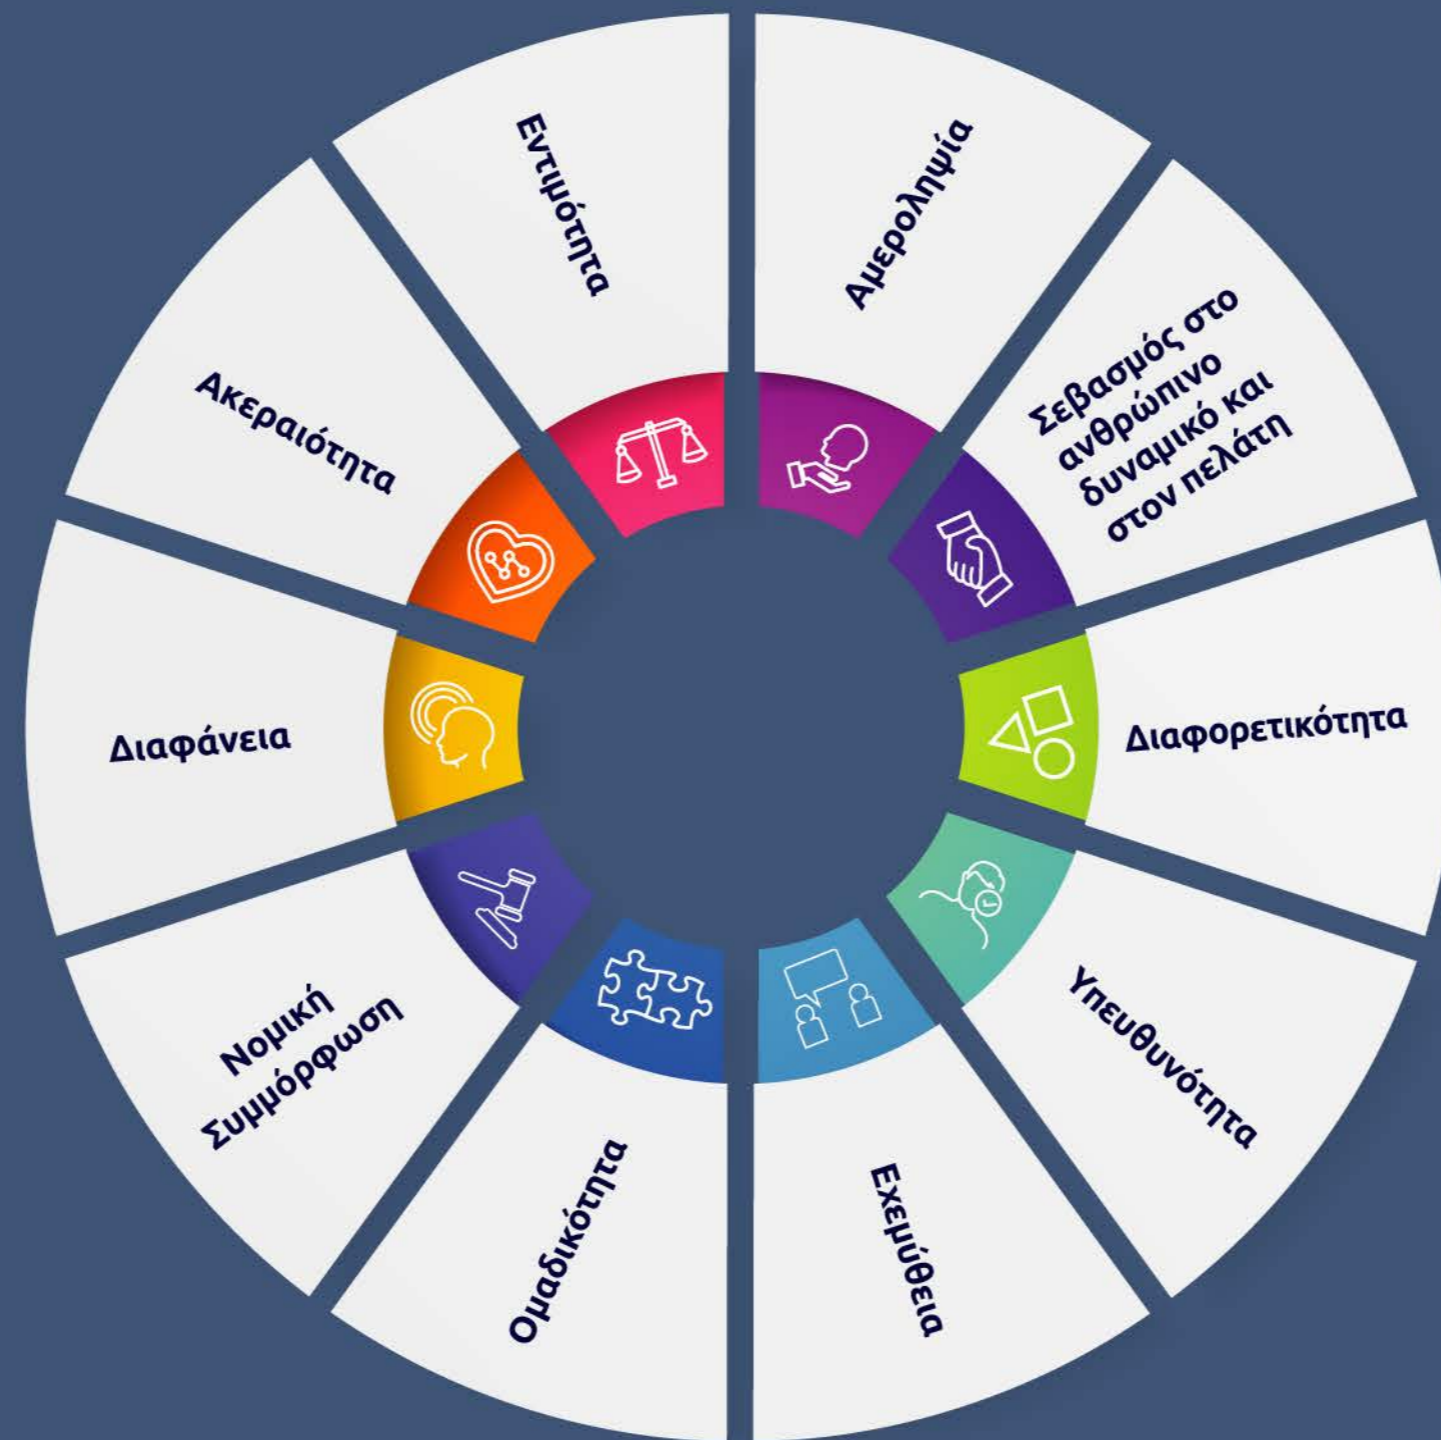 Εντιμότητα
Αμεροληψία
Σεβασμός στο
ανθρώπινο
δυναμικό και
στον πελάτη
Διαφορετικότητα
Υπευθυνότητα
Εχεμύθεια
Ομαδικότητα
Νομική
Συμμόρφωση
Διαφάνεια
Ακεραιότητα